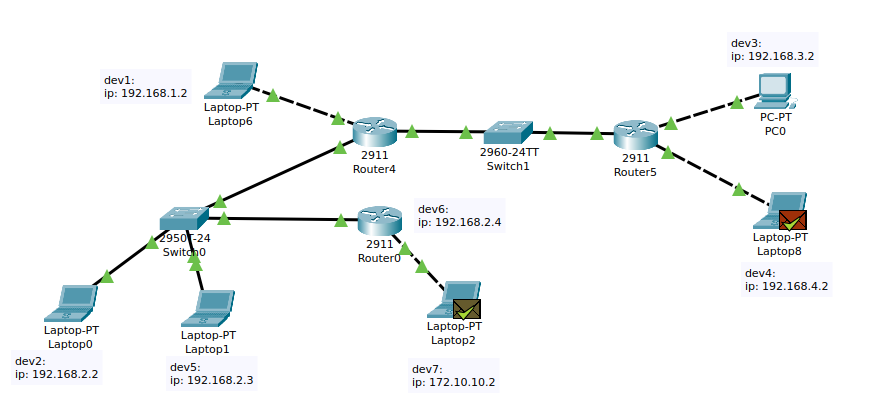 dev3:
ip: 192.168.3.2
dev1:
ip: 192.168.1.2
Laptop-PT
Laptop6
PC-PT
PC0
2911
Router4
2960-24TT
Switch1
2911
Router5
dev6:
ip: 192.168.2.4
2950T-24
Switch0
2911
Router0
Laptop-PT
Laptop8
dev4:
ip: 192.168.4.2
Laptop-PT
Laptop0
Laptop-PT
Laptop1
Laptop-PT
Laptop2
dev2:
ip: 192.168.2.2
dev5:
ip: 192.168.2.3
dev7:
ip: 172.10.10.2